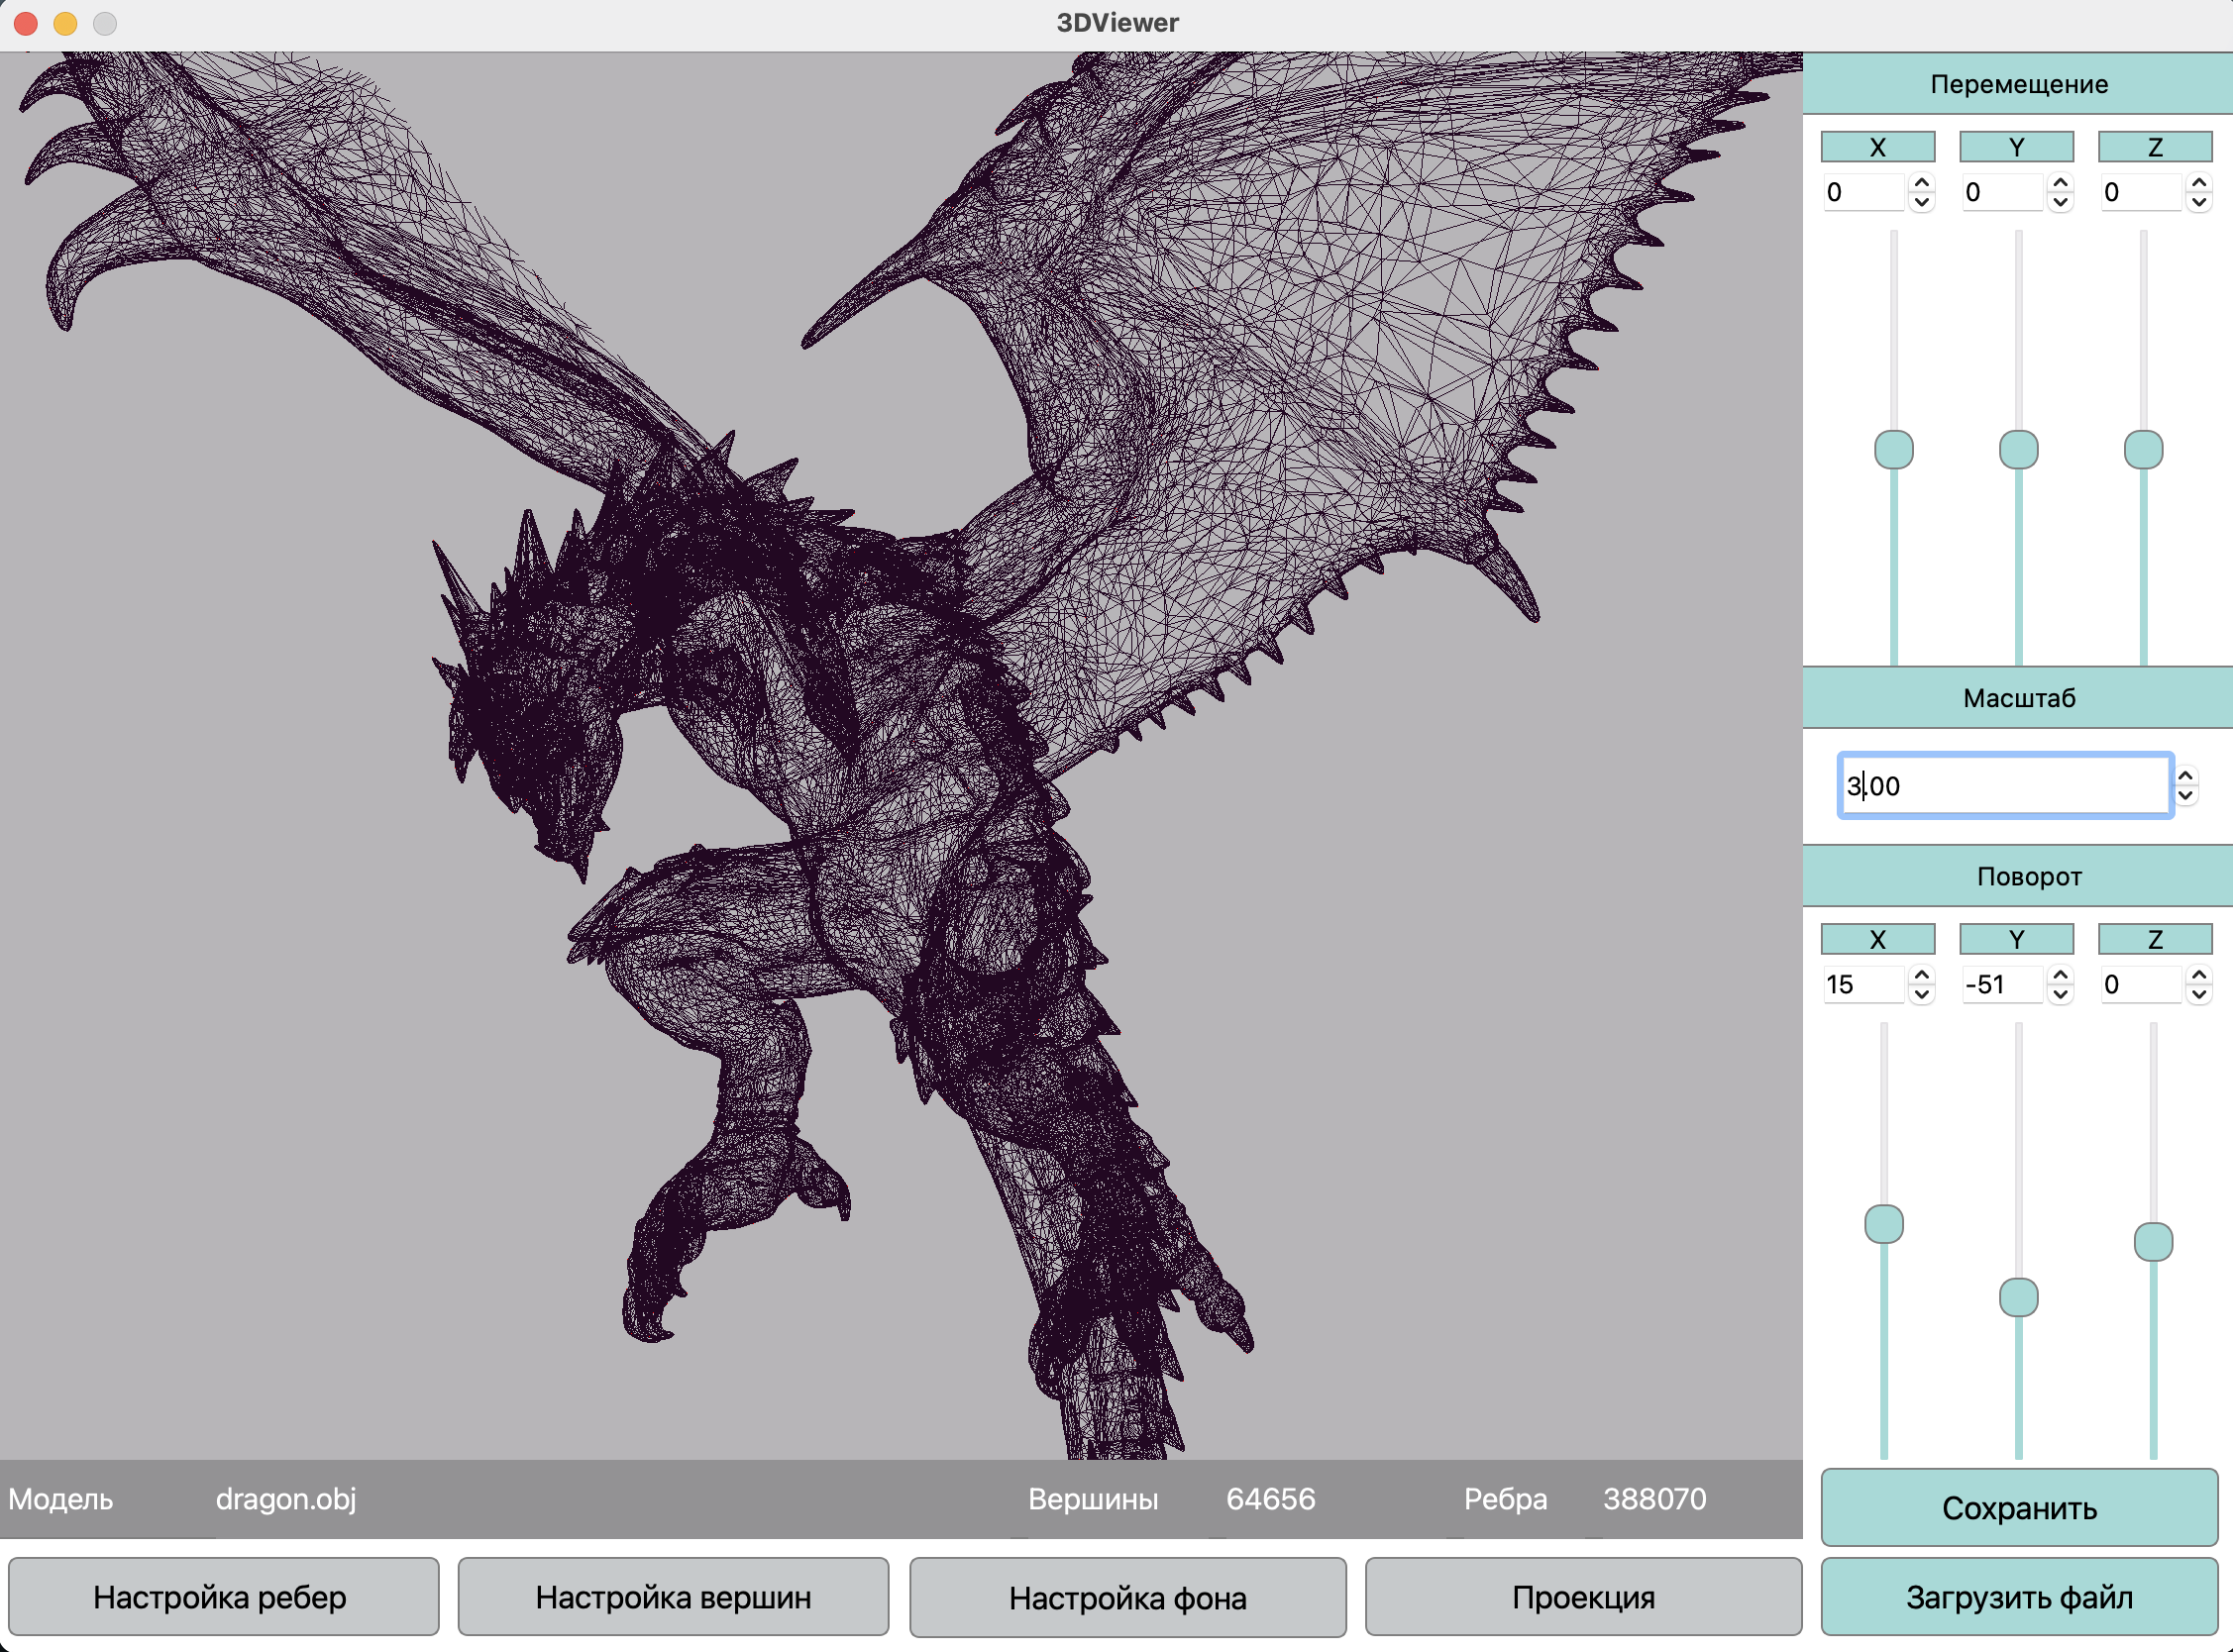 3DViewer
Перемещение
X Y Z
0 0 0
Масштаб
3.00
Поворот
X Y Z
15 -51 0
Модель dragon.obj Вершины 64656 Ребра 388070
Сохранить
Настройка ребер Настройка вершин Настройка фона Проекция Загрузить файл